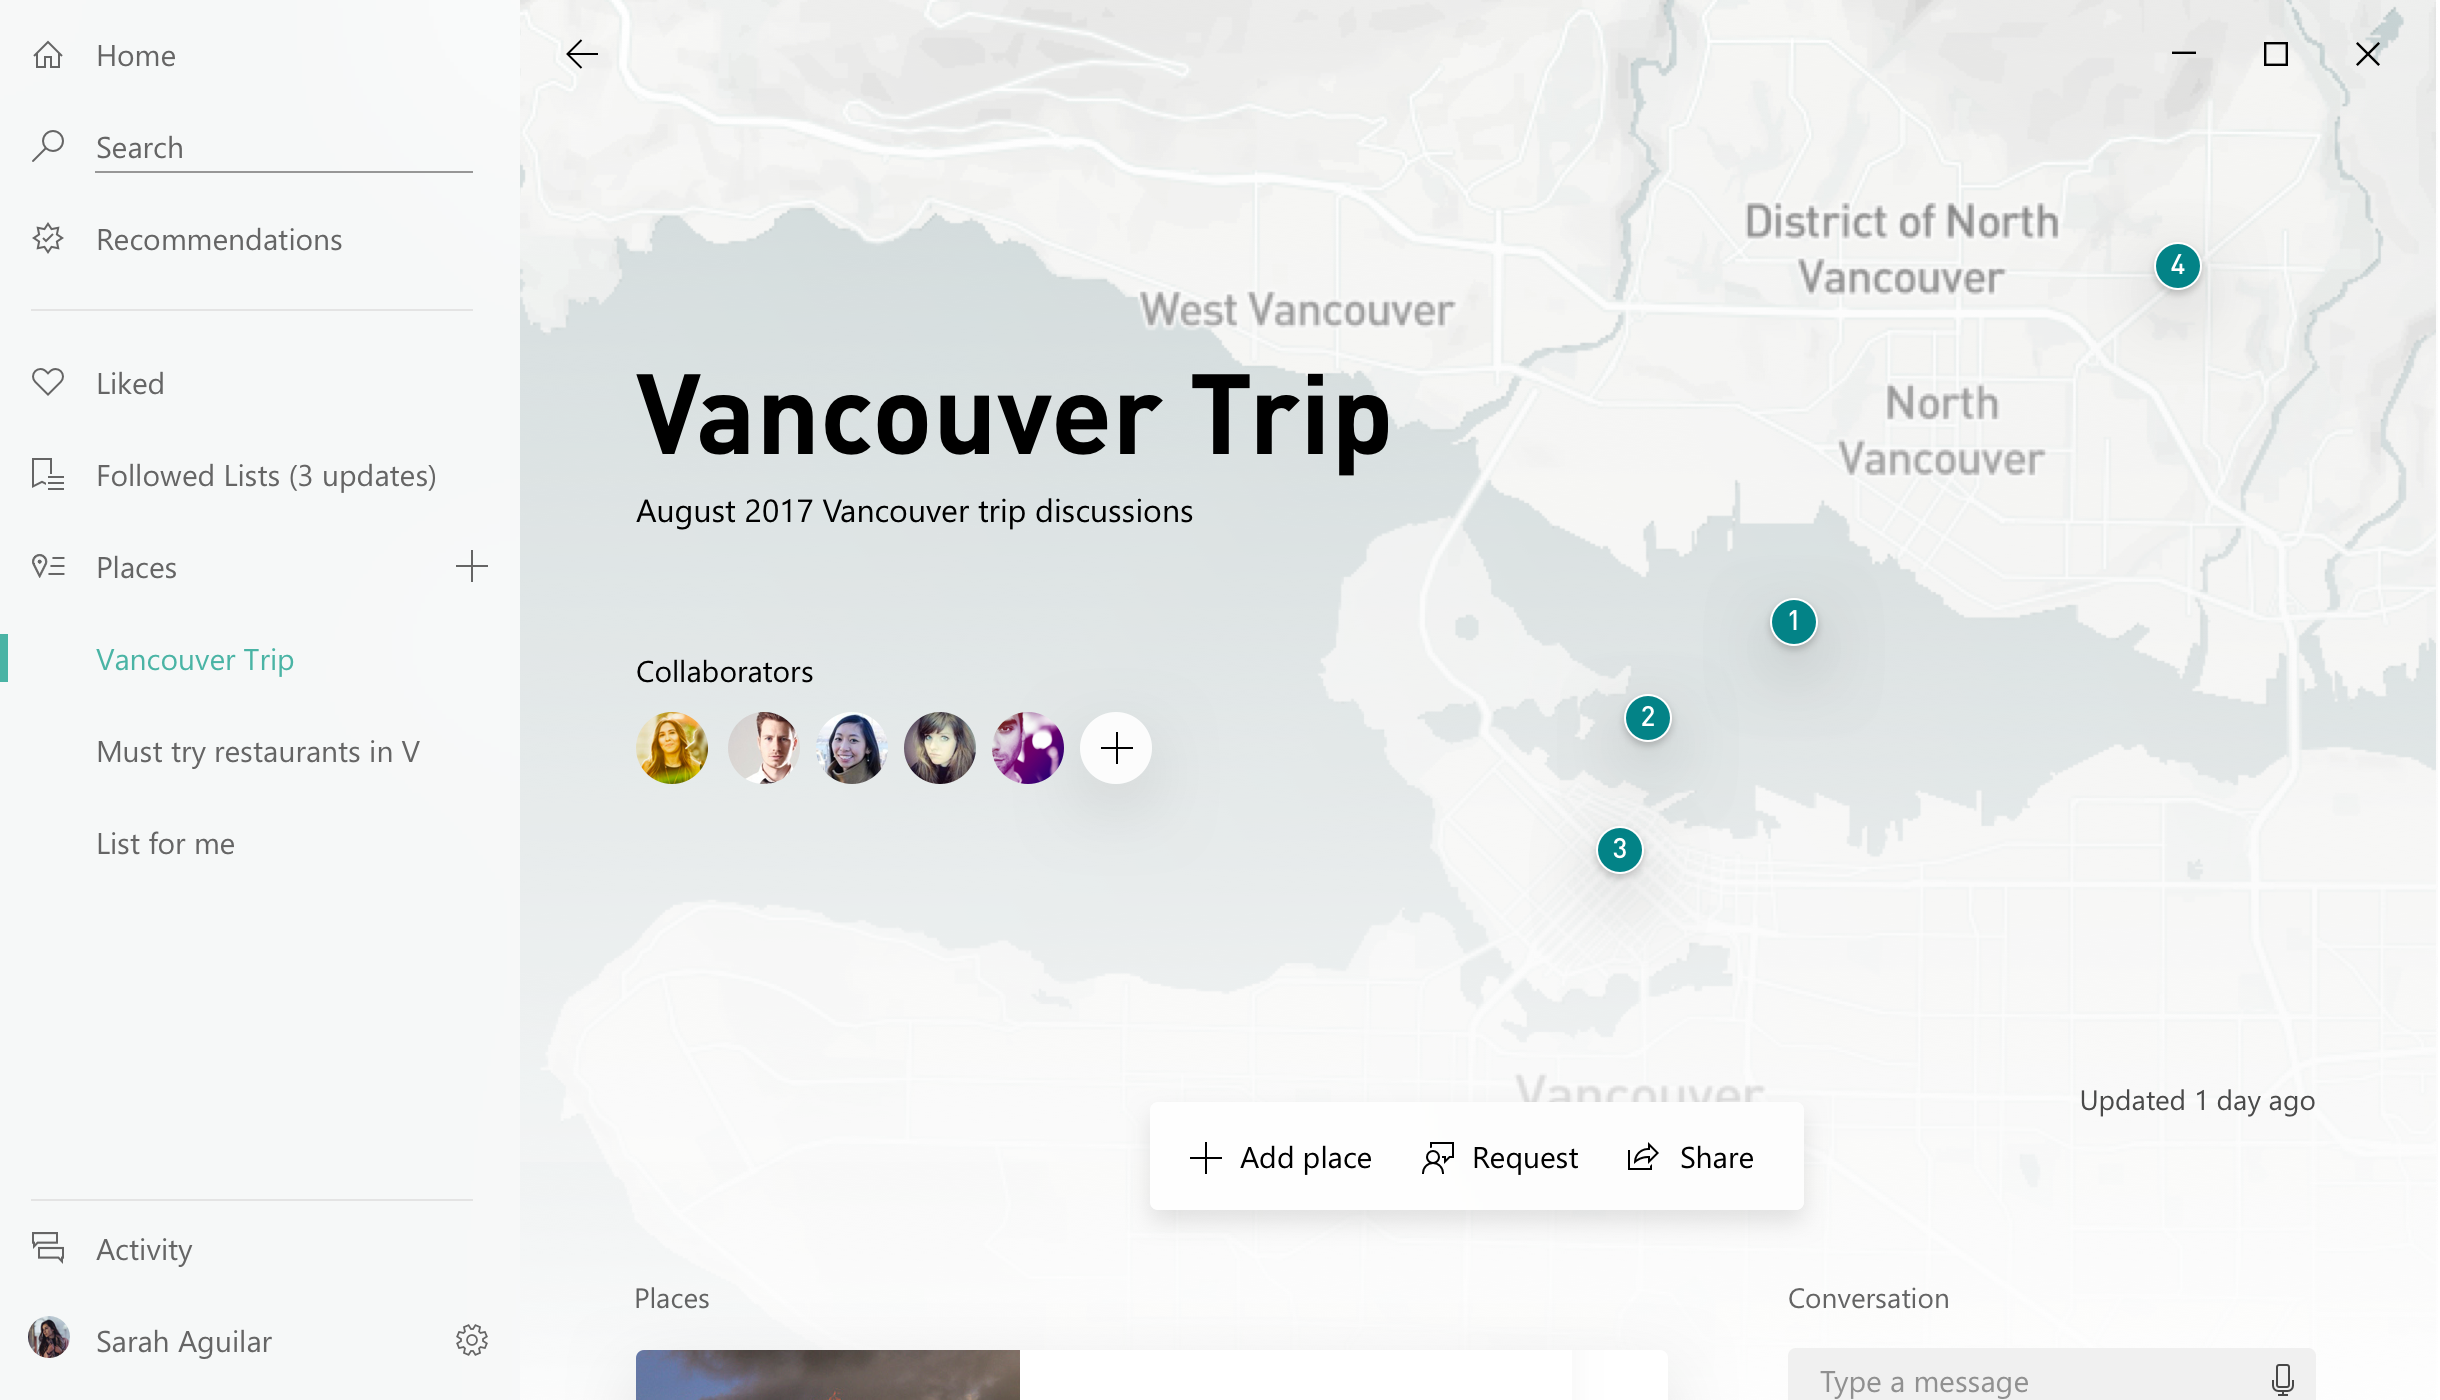 Home
Search
Recommendations
Liked
Followed Lists (3 updates)
Places
Vancouver Trip
Must try restaurants in V
List for me
Activity
Sarah Aguilar
District of North
Vancouver
4
West Vancouver
North
Vancouver
Vancouver Trip
August 2017 Vancouver trip discussions
1
Collaborators
2
3
Vancouver
Updated 1 day ago
Add place
Request
Share
Places
Conversation
Type a message